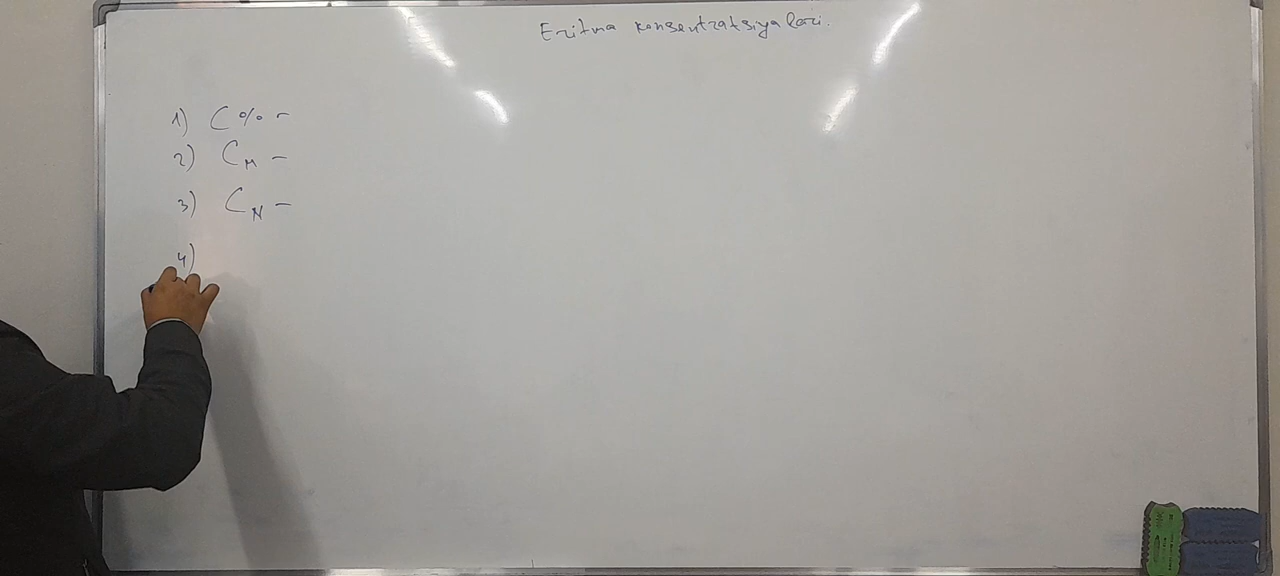 Eritma konsentratsiyalari.
1) C% -
2) CM -
3) CN -
4)